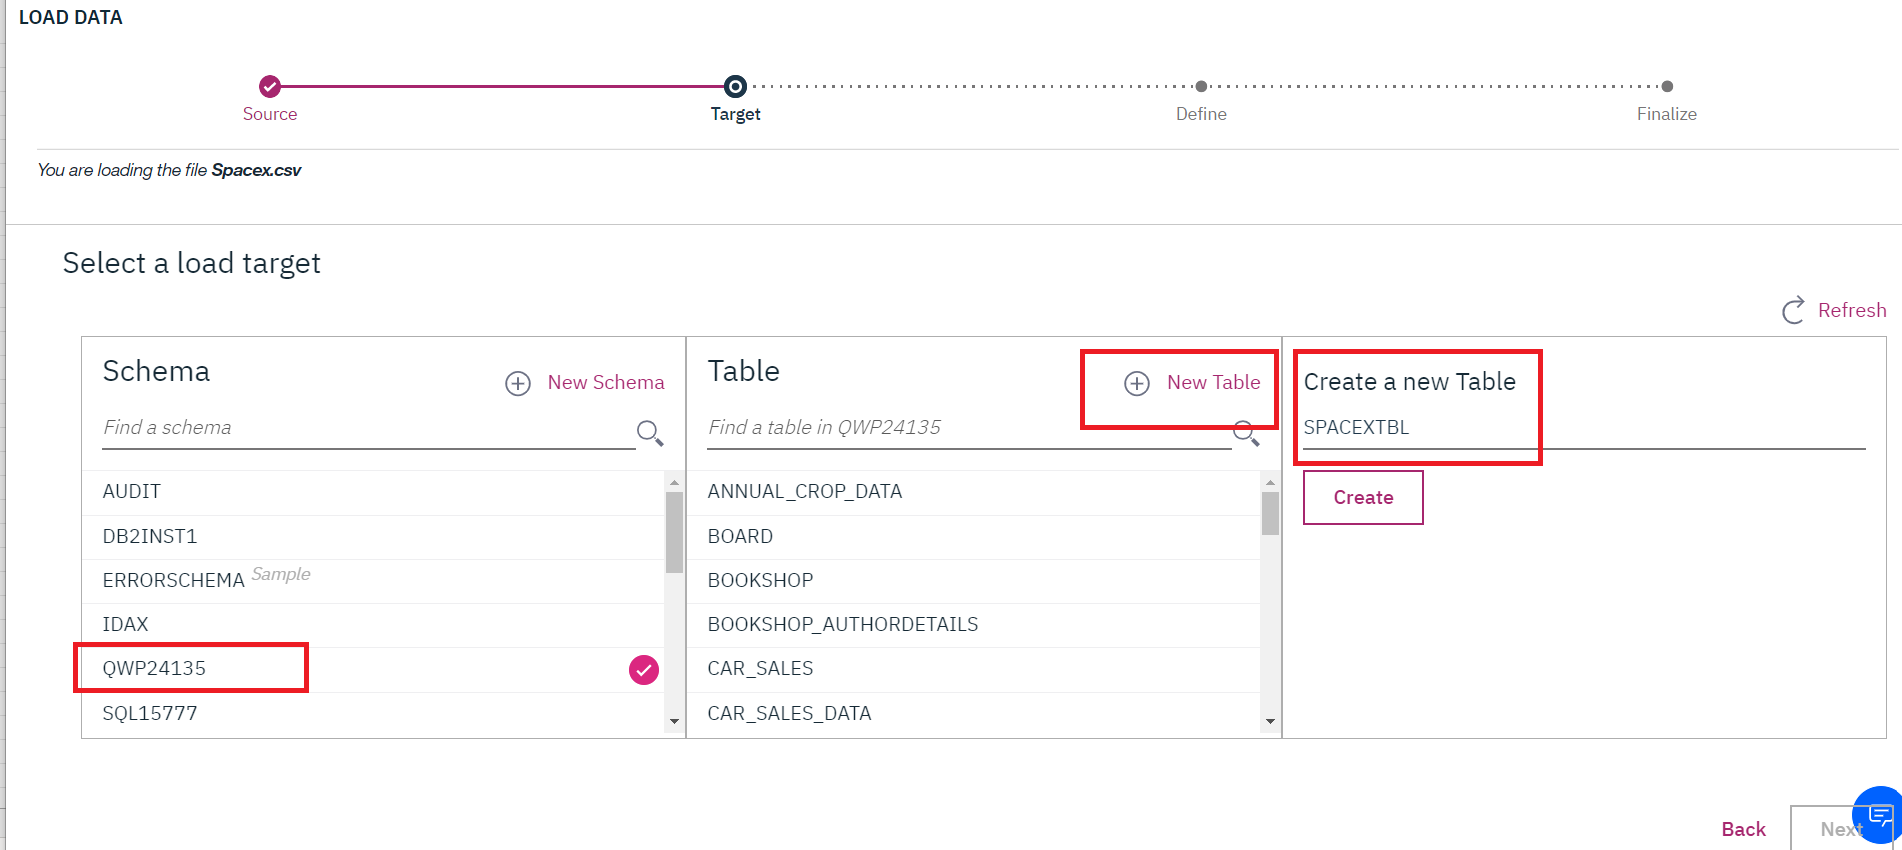 LOAD DATA
Source
Target
Define
Finalize
You are loading the file Spacex.csv
Select a load target
Refresh
Schema
New Schema
Find a schema
AUDIT
DB2INST1
ERRORSCHEMA Sample
IDAX
QWP24135
SQL15777
Table
New Table
Find a table in QWP24135
ANNUAL_CROP_DATA
BOARD
BOOKSHOP
BOOKSHOP_AUTHORDETAILS
CAR_SALES
CAR_SALES_DATA
Create a new Table
SPACEXTBL
Create
Back
Next